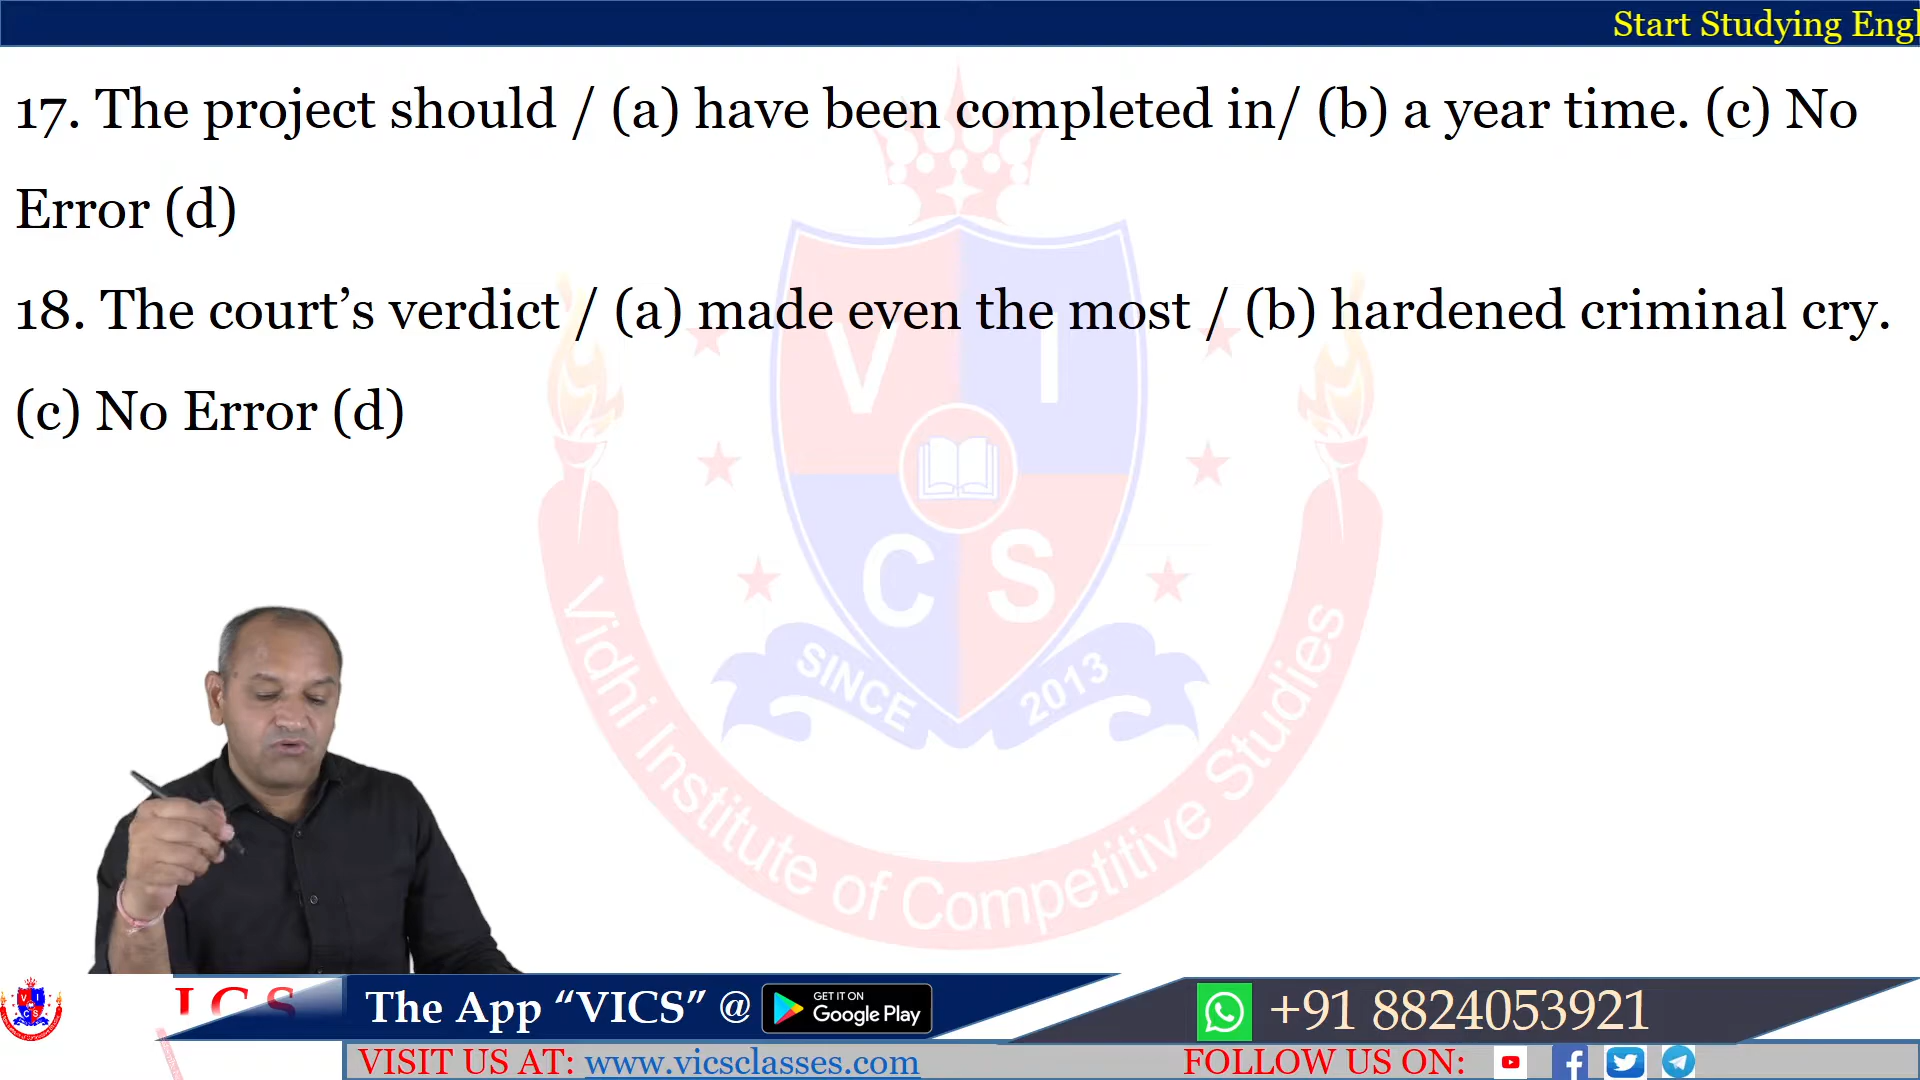 Start Studying Engl
17. The project should / (a) have been completed in/ (b) a year time. (c) No
Error (d)
18. The court’s verdict / (a) made even the most / (b) hardened criminal cry.
(c) No Error (d)
V I
C S
SINCE 2013
Vidhi Institute of Competitive Studies
The App “VICS” @
GET IT ON
Google Play
+91 8824053921
VISIT US AT: www.vicsclasses.com
FOLLOW US ON: